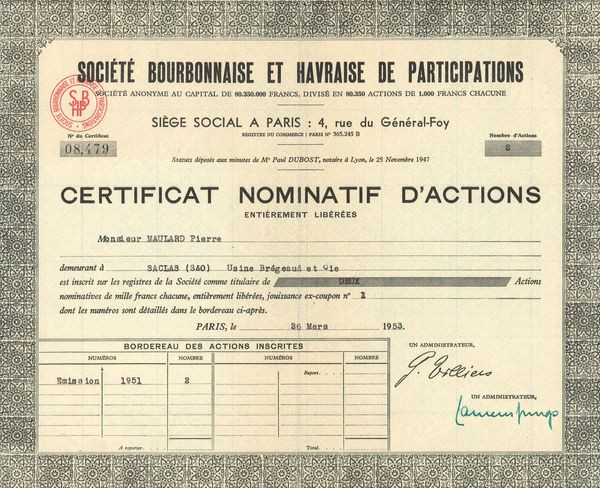 SOCIÉTÉ BOURBONNAISE ET HAVRAISE DE PARTICIPATIONS
SOCIÉTÉ ANONYME AU CAPITAL DE 80.350.000 FRANCS, DIVISÉ EN 80.350 ACTIONS DE 1.000 FRANCS CHACUNE
SIÈGE SOCIAL A PARIS : 4, rue du Général-Foy
REGISTRE DU COMMERCE : PARIS N° 365.245 B
N° du Certificat
08,479
Nombre d'Actions
2
Statuts déposés aux minutes de Me Paul DUBOST, notaire à Lyon, le 25 Novembre 1947
CERTIFICAT NOMINATIF D'ACTIONS
ENTIÈREMENT LIBÉRÉES
Monsieur MAULARD Pierre
demeurant à SACLAS (S&O) Usine Brégeaud et Cie
est inscrit sur les registres de la Société comme titulaire de DEUX Actions
nominatives de mille francs chacune, entièrement libérées, jouissance ex-coupon n° 1
dont les numéros sont détaillés dans le bordereau ci-après.
PARIS, le 26 Mars 1953.
BORDEREAU DES ACTIONS INSCRITES
NUMÉROS NOMBRE NUMÉROS NOMBRE
Report.
Emission 1951 2
A reporter. Total.
UN ADMINISTRATEUR,
UN ADMINISTRATEUR,